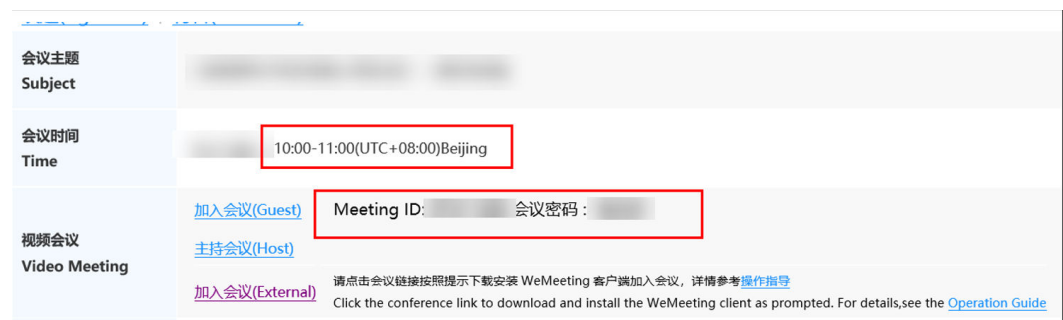 会议主题
Subject
会议时间
Time
10:00-11:00(UTC+08:00)Beijing
视频会议
Video Meeting
加入会议(Guest)
Meeting ID: 会议密码：
主持会议(Host)
加入会议(External)
请点击会议链接按照提示下载安装 WeMeeting 客户端加入会议，详情参考操作指导
Click the conference link to download and install the WeMeeting client as prompted. For details,see the Operation Guide